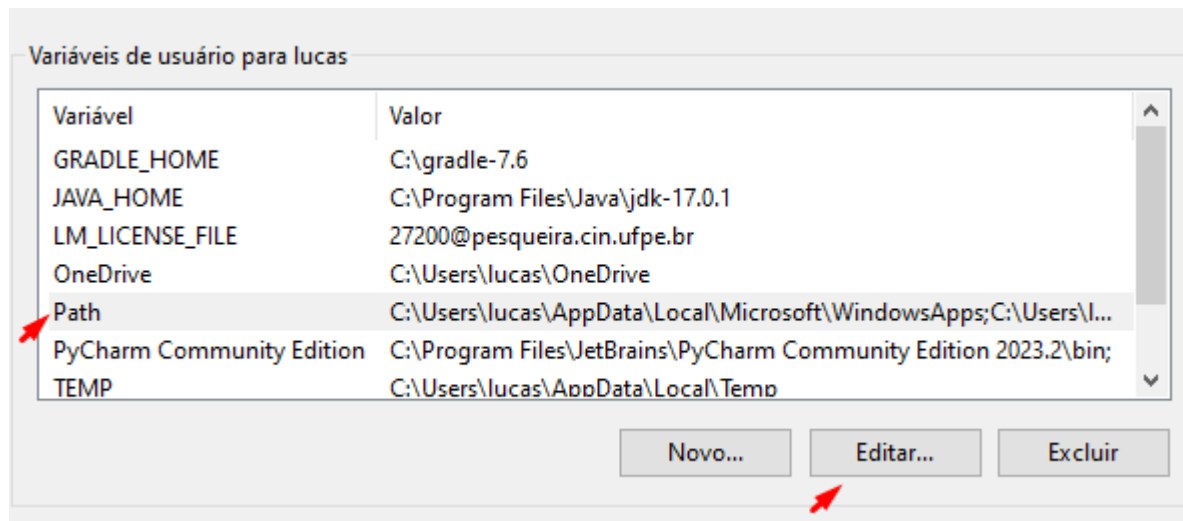 Variáveis de usuário para lucas
Variável Valor
GRADLE_HOME C:\gradle-7.6
JAVA_HOME C:\Program Files\Java\jdk-17.0.1
LM_LICENSE_FILE 27200@pesqueira.cin.ufpe.br
OneDrive C:\Users\lucas\OneDrive
Path C:\Users\lucas\AppData\Local\Microsoft\WindowsApps;C:\Users\l...
PyCharm Community Edition C:\Program Files\JetBrains\PyCharm Community Edition 2023.2\bin;
TEMP C:\Users\lucas\AppData\Local\Temp
Novo... Editar... Excluir